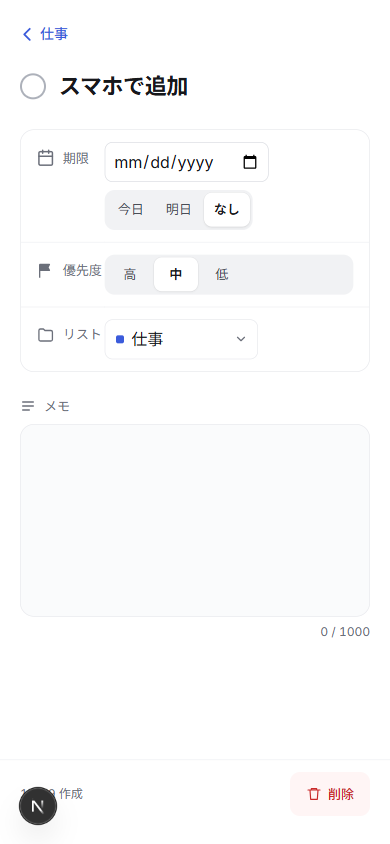 仕事
スマホで追加
期限
mm/dd/yyyy
今日 明日 なし
優先度 高 中 低
リスト 仕事
メモ
0 / 1000
作成
削除